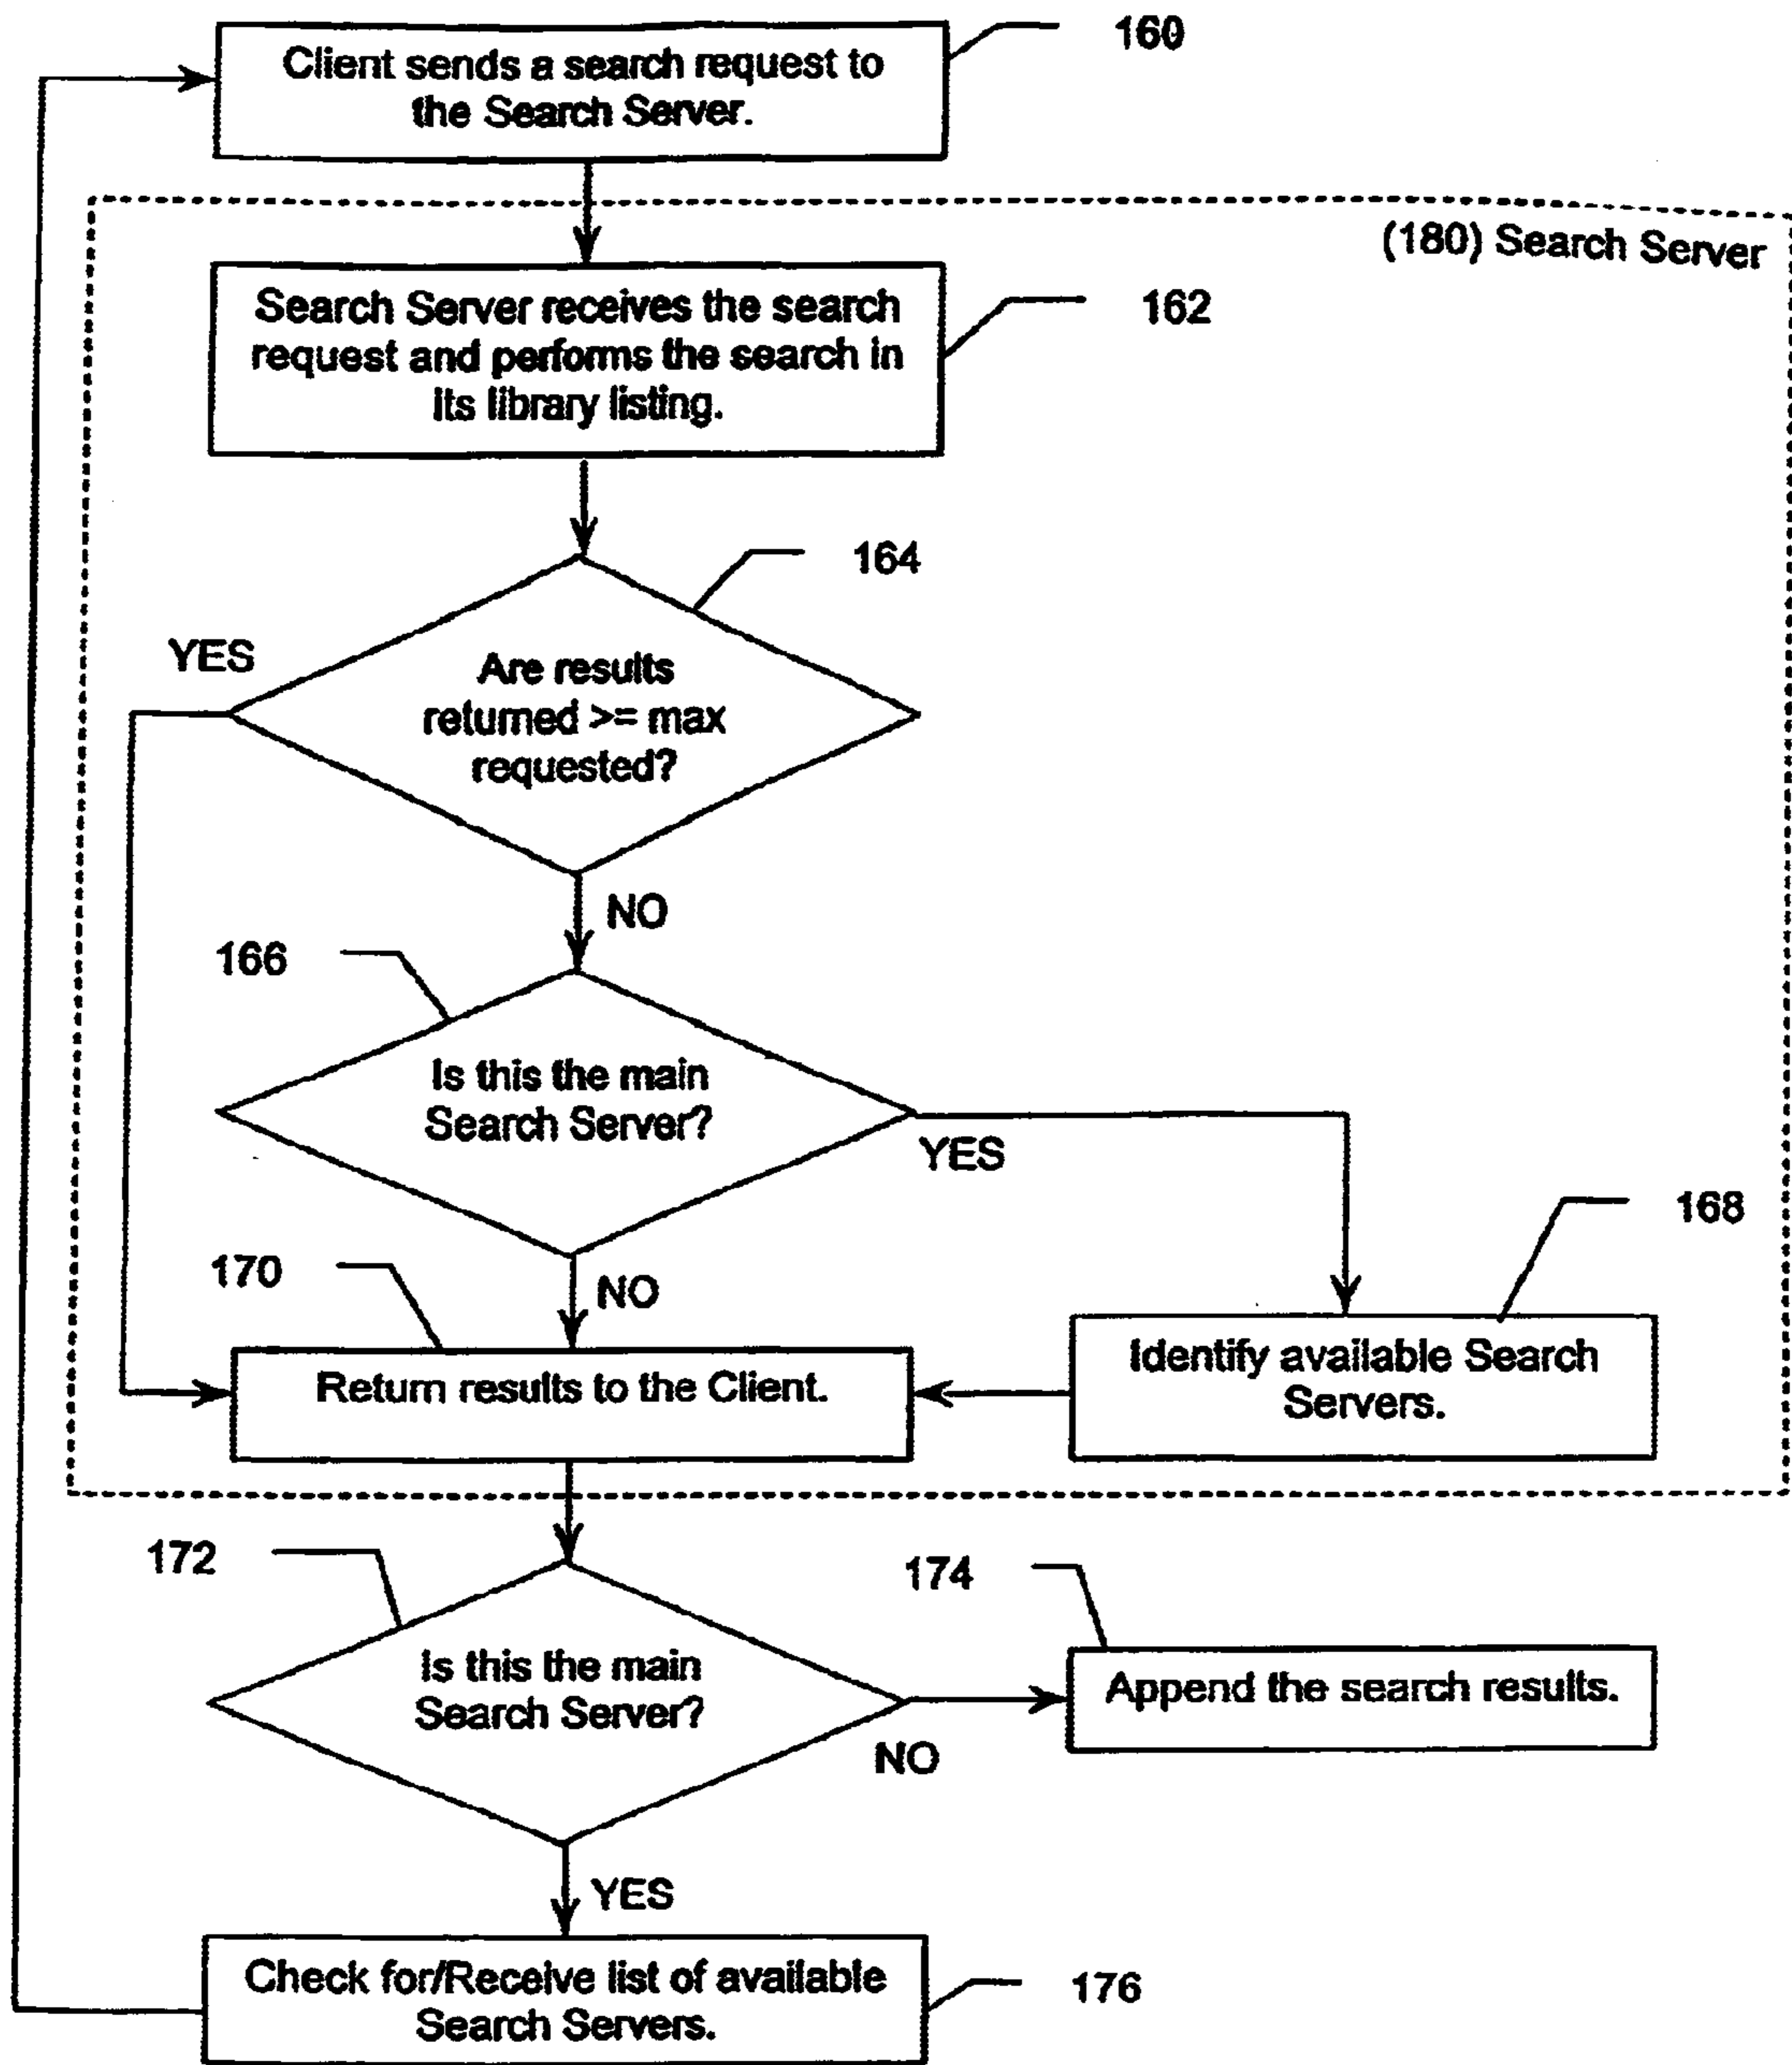 160
Client sends a search request to
the Search Server.
(180) Search Server
162
Search Server receives the search
request and performs the search in
its library listing.
164
YES
Are results
returned >= max
requested?
NO
166
Is this the main
Search Server?
YES
168
170
NO
Identify available Search
Servers.
Return results to the Client.
172
174
Is this the main
Search Server?
Append the search results.
NO
YES
Check for/Receive list of available
Search Servers.
176